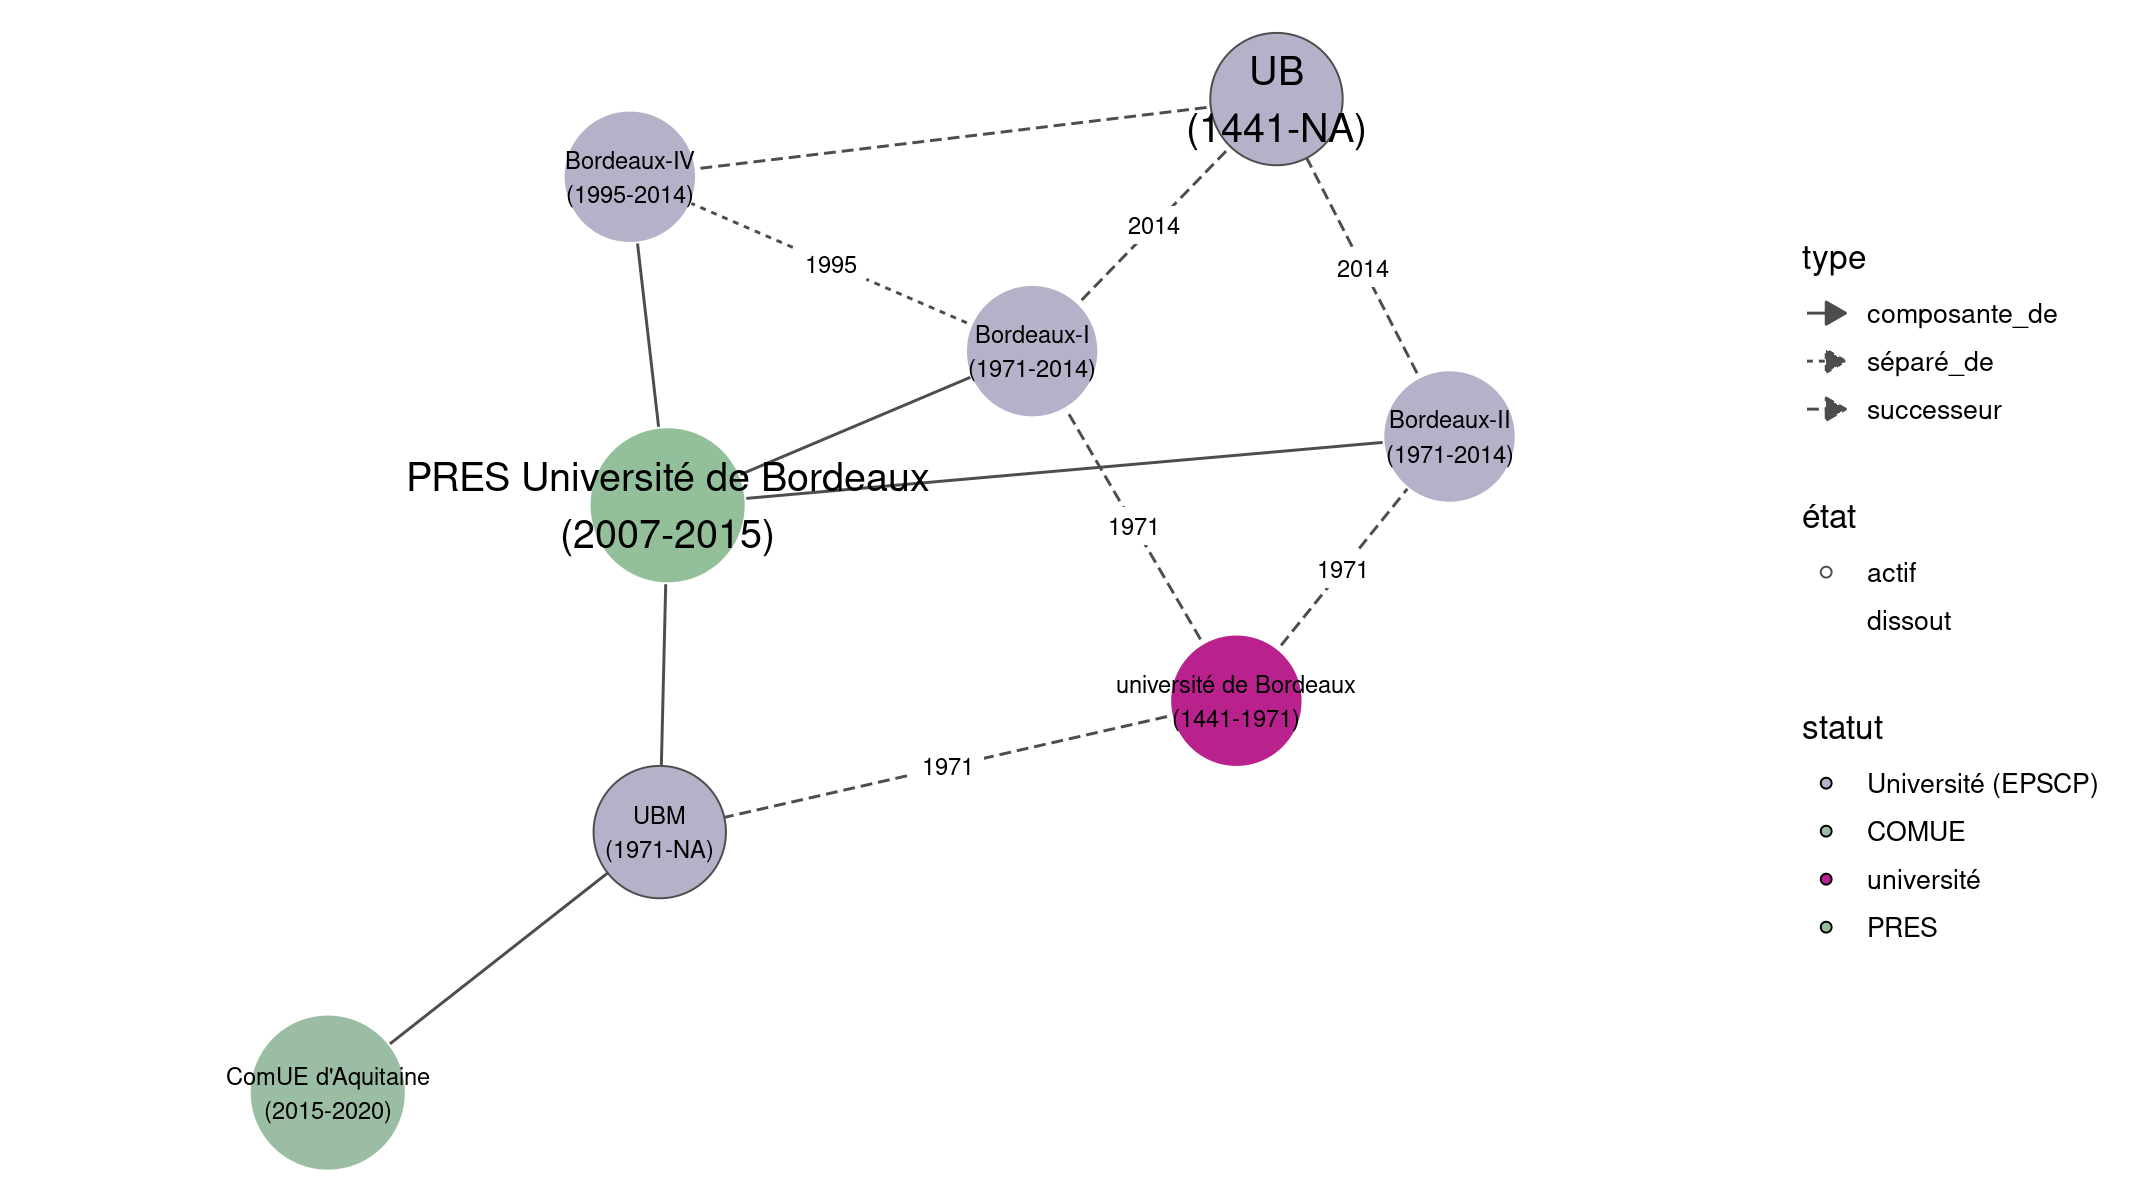 UB
(1441-NA)
Bordeaux-IV
(1995-2014)
2014
1995
2014
Bordeaux-I
(1971-2014)
Bordeaux-II
(1971-2014)
PRES Université de Bordeaux
(2007-2015)
1971
1971
université de Bordeaux
(1441-1971)
1971
UBM
(1971-NA)
ComUE d'Aquitaine
(2015-2020)
type
composante_de
séparé_de
successeur
état
actif
dissout
statut
Université (EPSCP)
COMUE
université
PRES